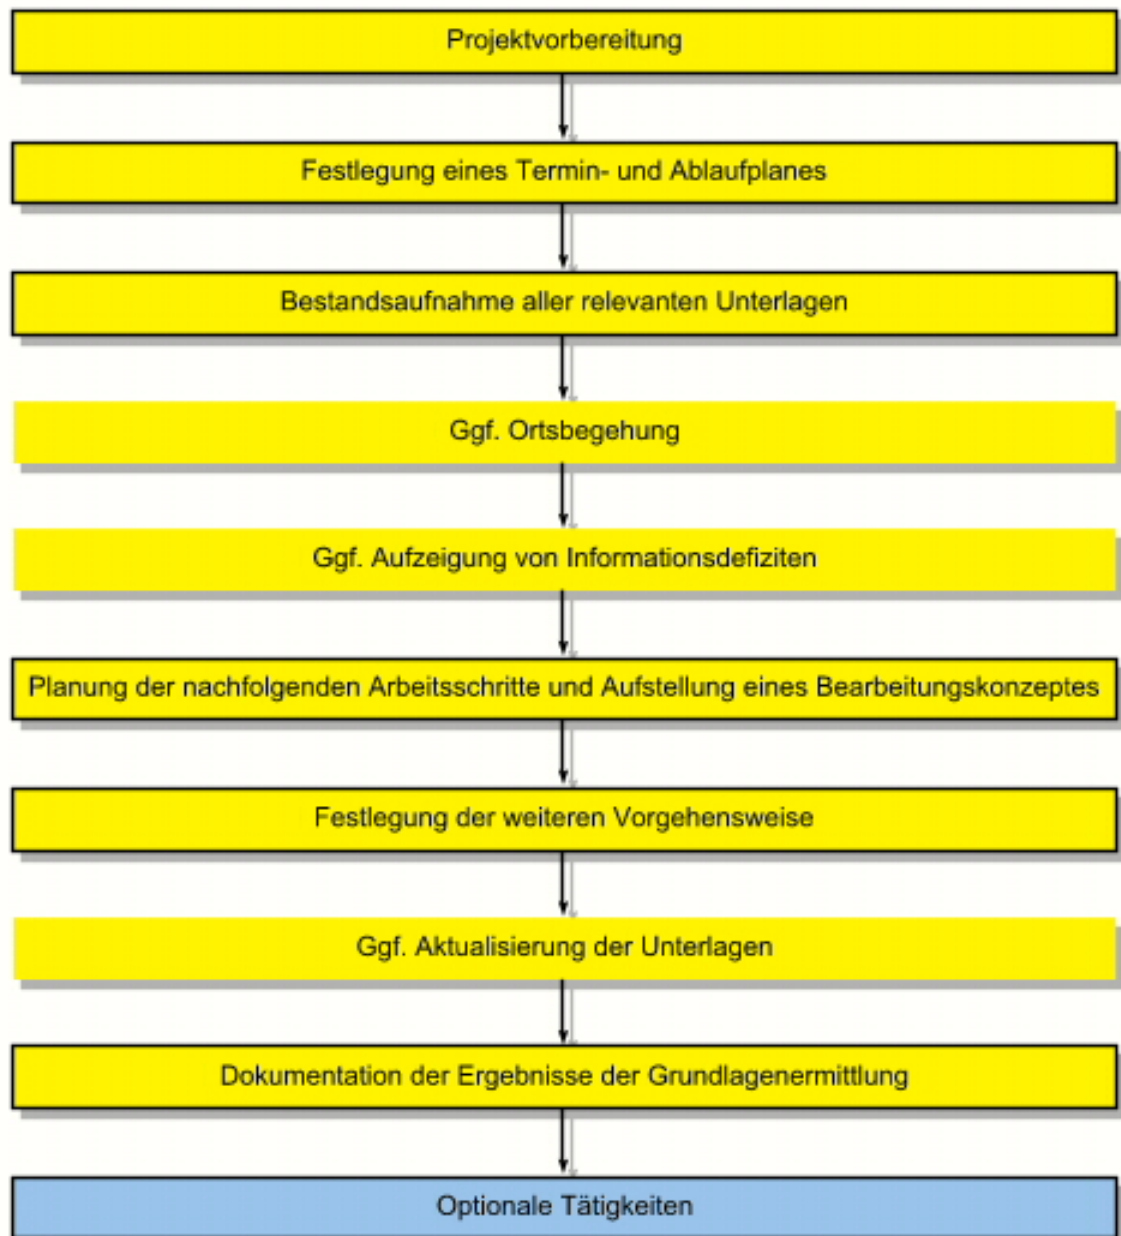 Projektvorbereitung
Festlegung eines Termin- und Ablaufplanes
Bestandsaufnahme aller relevanten Unterlagen
Ggf. Ortsbegehung
Ggf. Aufzeigung von Informationsdefiziten
Planung der nachfolgenden Arbeitsschritte und Aufstellung eines Bearbeitungskonzeptes
Festlegung der weiteren Vorgehensweise
Ggf. Aktualisierung der Unterlagen
Dokumentation der Ergebnisse der Grundlagenermittlung
Optionale Tätigkeiten